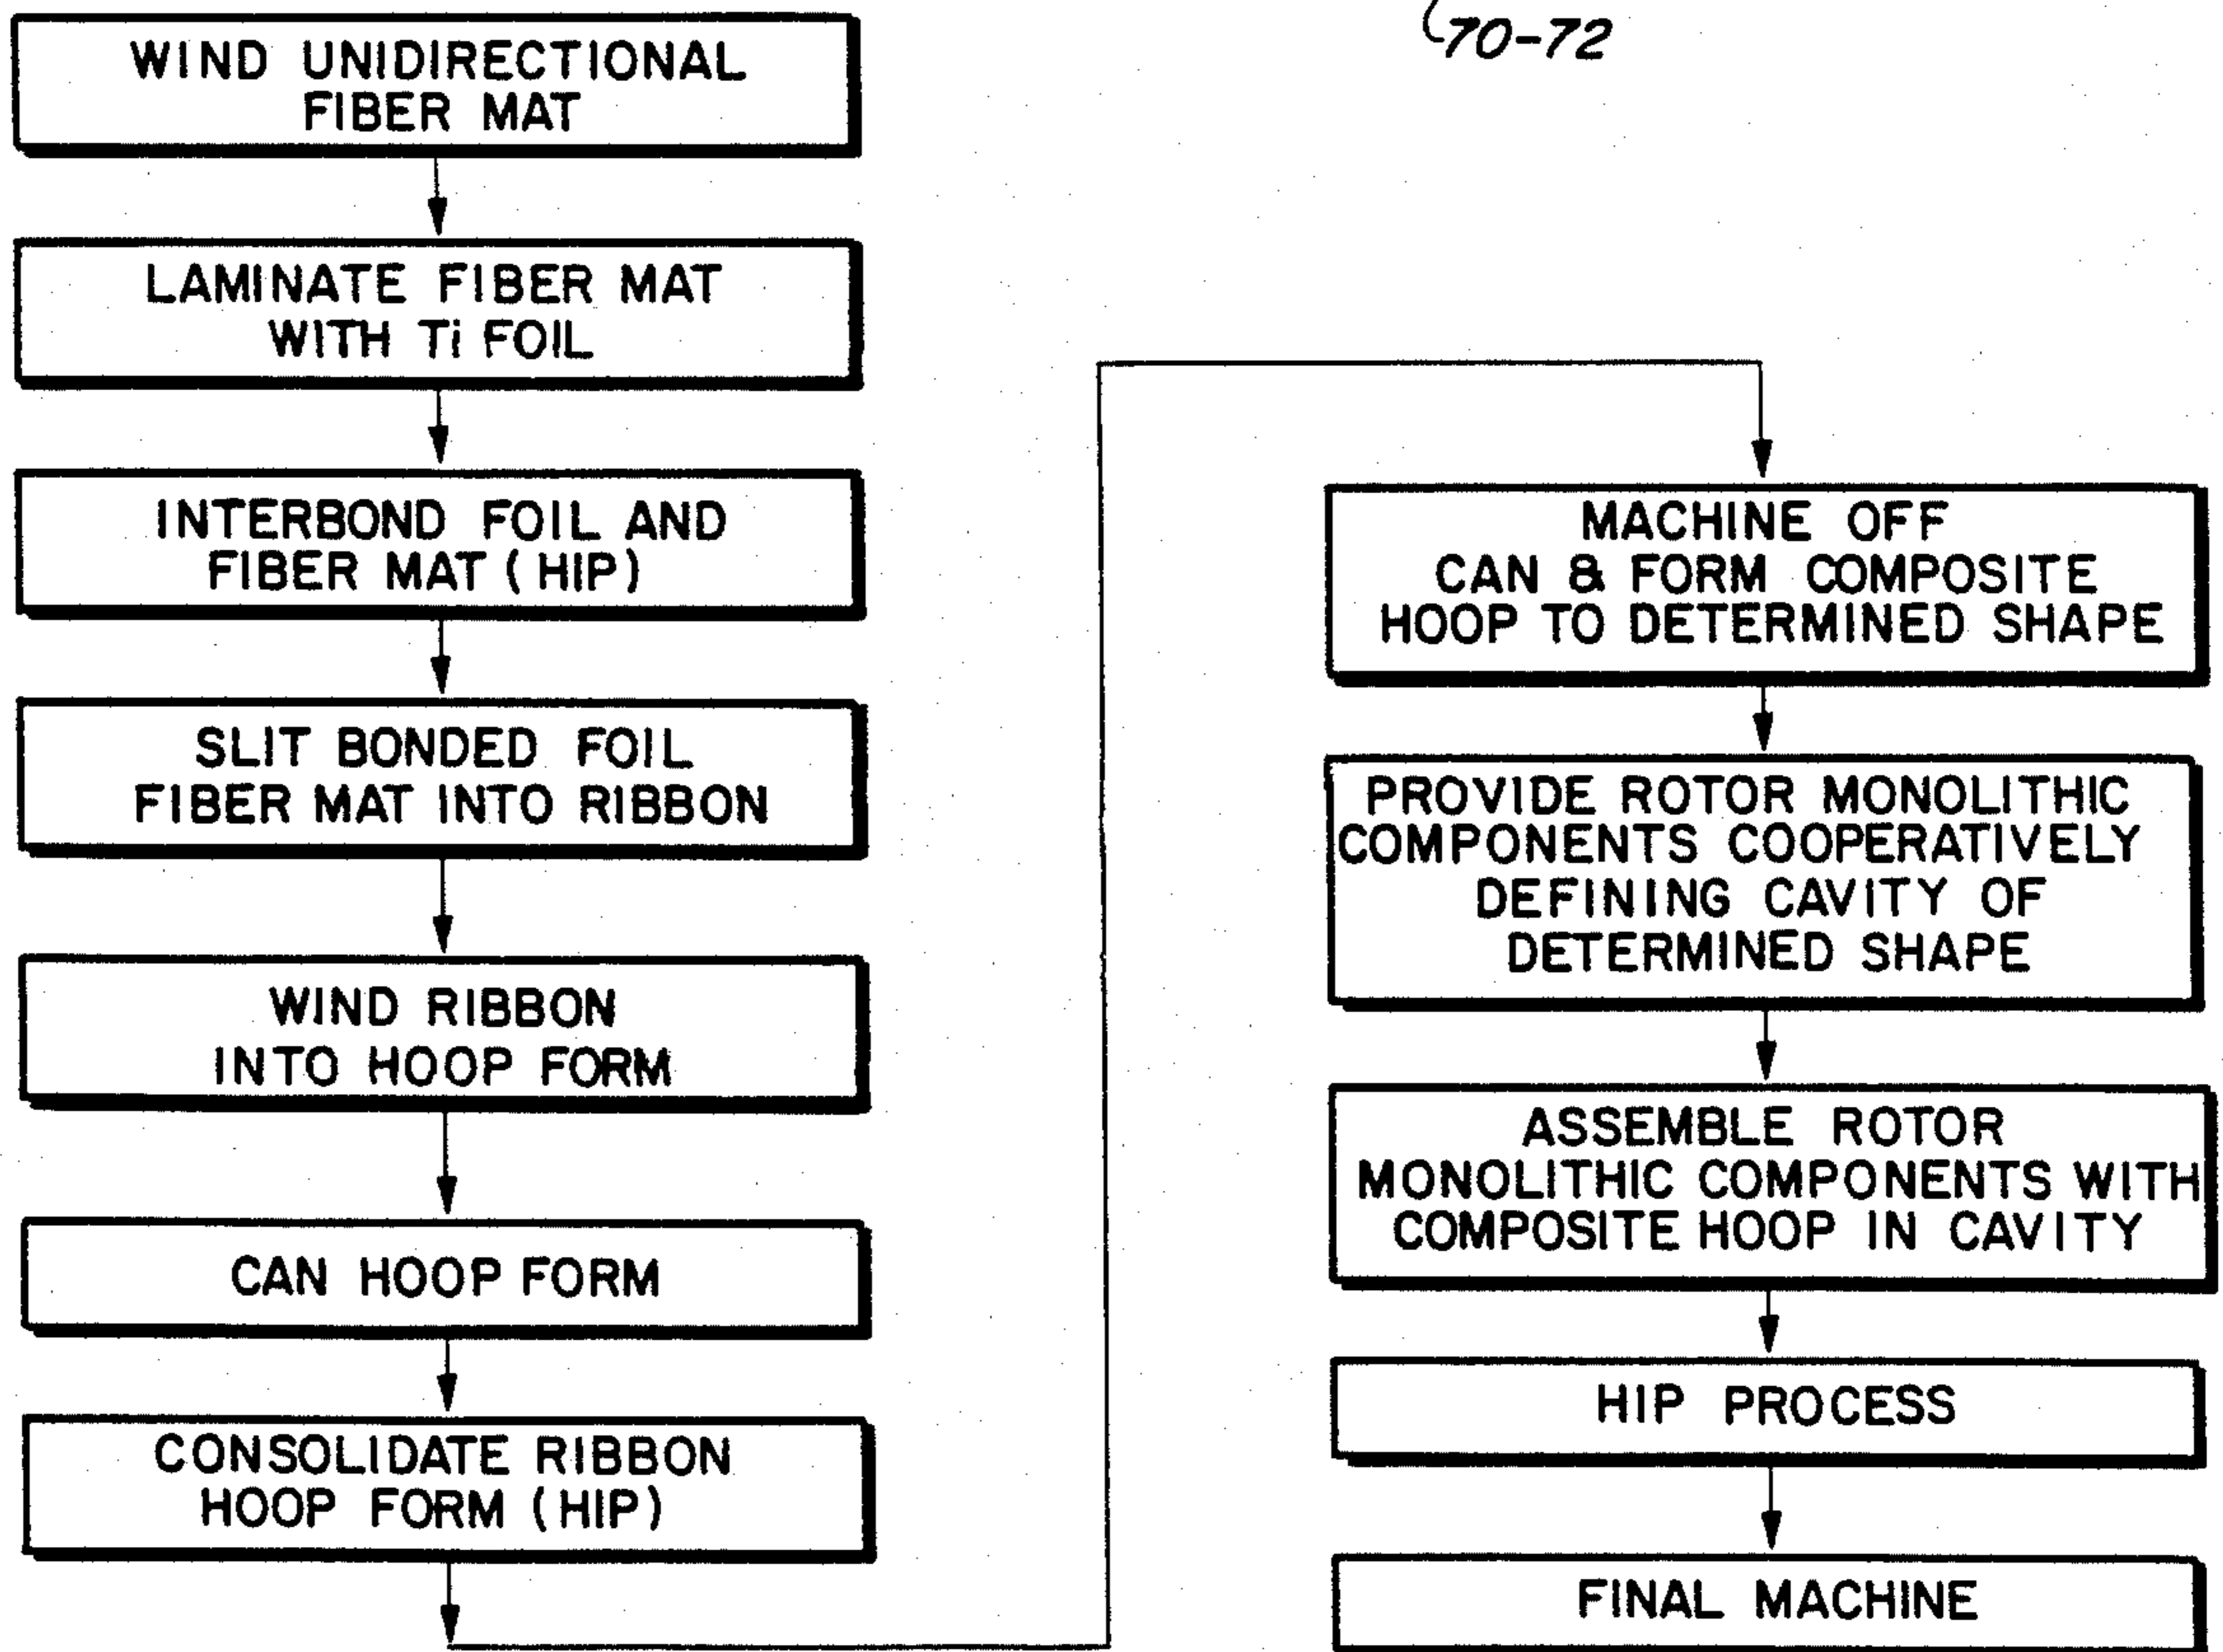 70-72
WIND UNIDIRECTIONAL
FIBER MAT
LAMINATE FIBER MAT
WITH Ti FOIL
INTERBOND FOIL AND
FIBER MAT (HIP)
SLIT BONDED FOIL
FIBER MAT INTO RIBBON
WIND RIBBON
INTO HOOP FORM
CAN HOOP FORM
CONSOLIDATE RIBBON
HOOP FORM (HIP)
MACHINE OFF
CAN & FORM COMPOSITE
HOOP TO DETERMINED SHAPE
PROVIDE ROTOR MONOLITHIC
COMPONENTS COOPERATIVELY
DEFINING CAVITY OF
DETERMINED SHAPE
ASSEMBLE ROTOR
MONOLITHIC COMPONENTS WITH
COMPOSITE HOOP IN CAVITY
HIP PROCESS
FINAL MACHINE